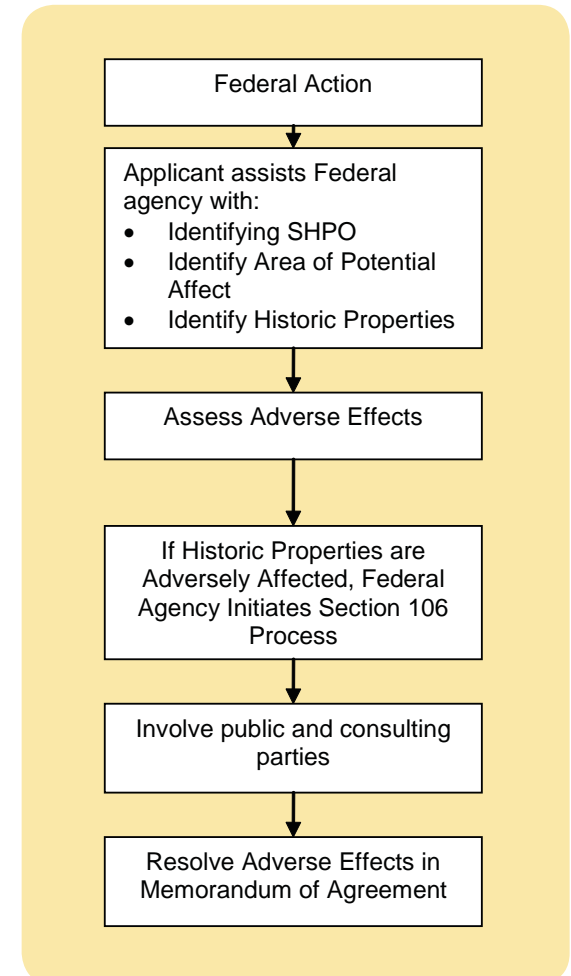 Federal Action
Applicant assists Federal
agency with:
• Identifying SHPO
• Identify Area of Potential
Affect
• Identify Historic Properties
Assess Adverse Effects
If Historic Properties are
Adversely Affected, Federal
Agency Initiates Section 106
Process
Involve public and consulting
parties
Resolve Adverse Effects in
Memorandum of Agreement